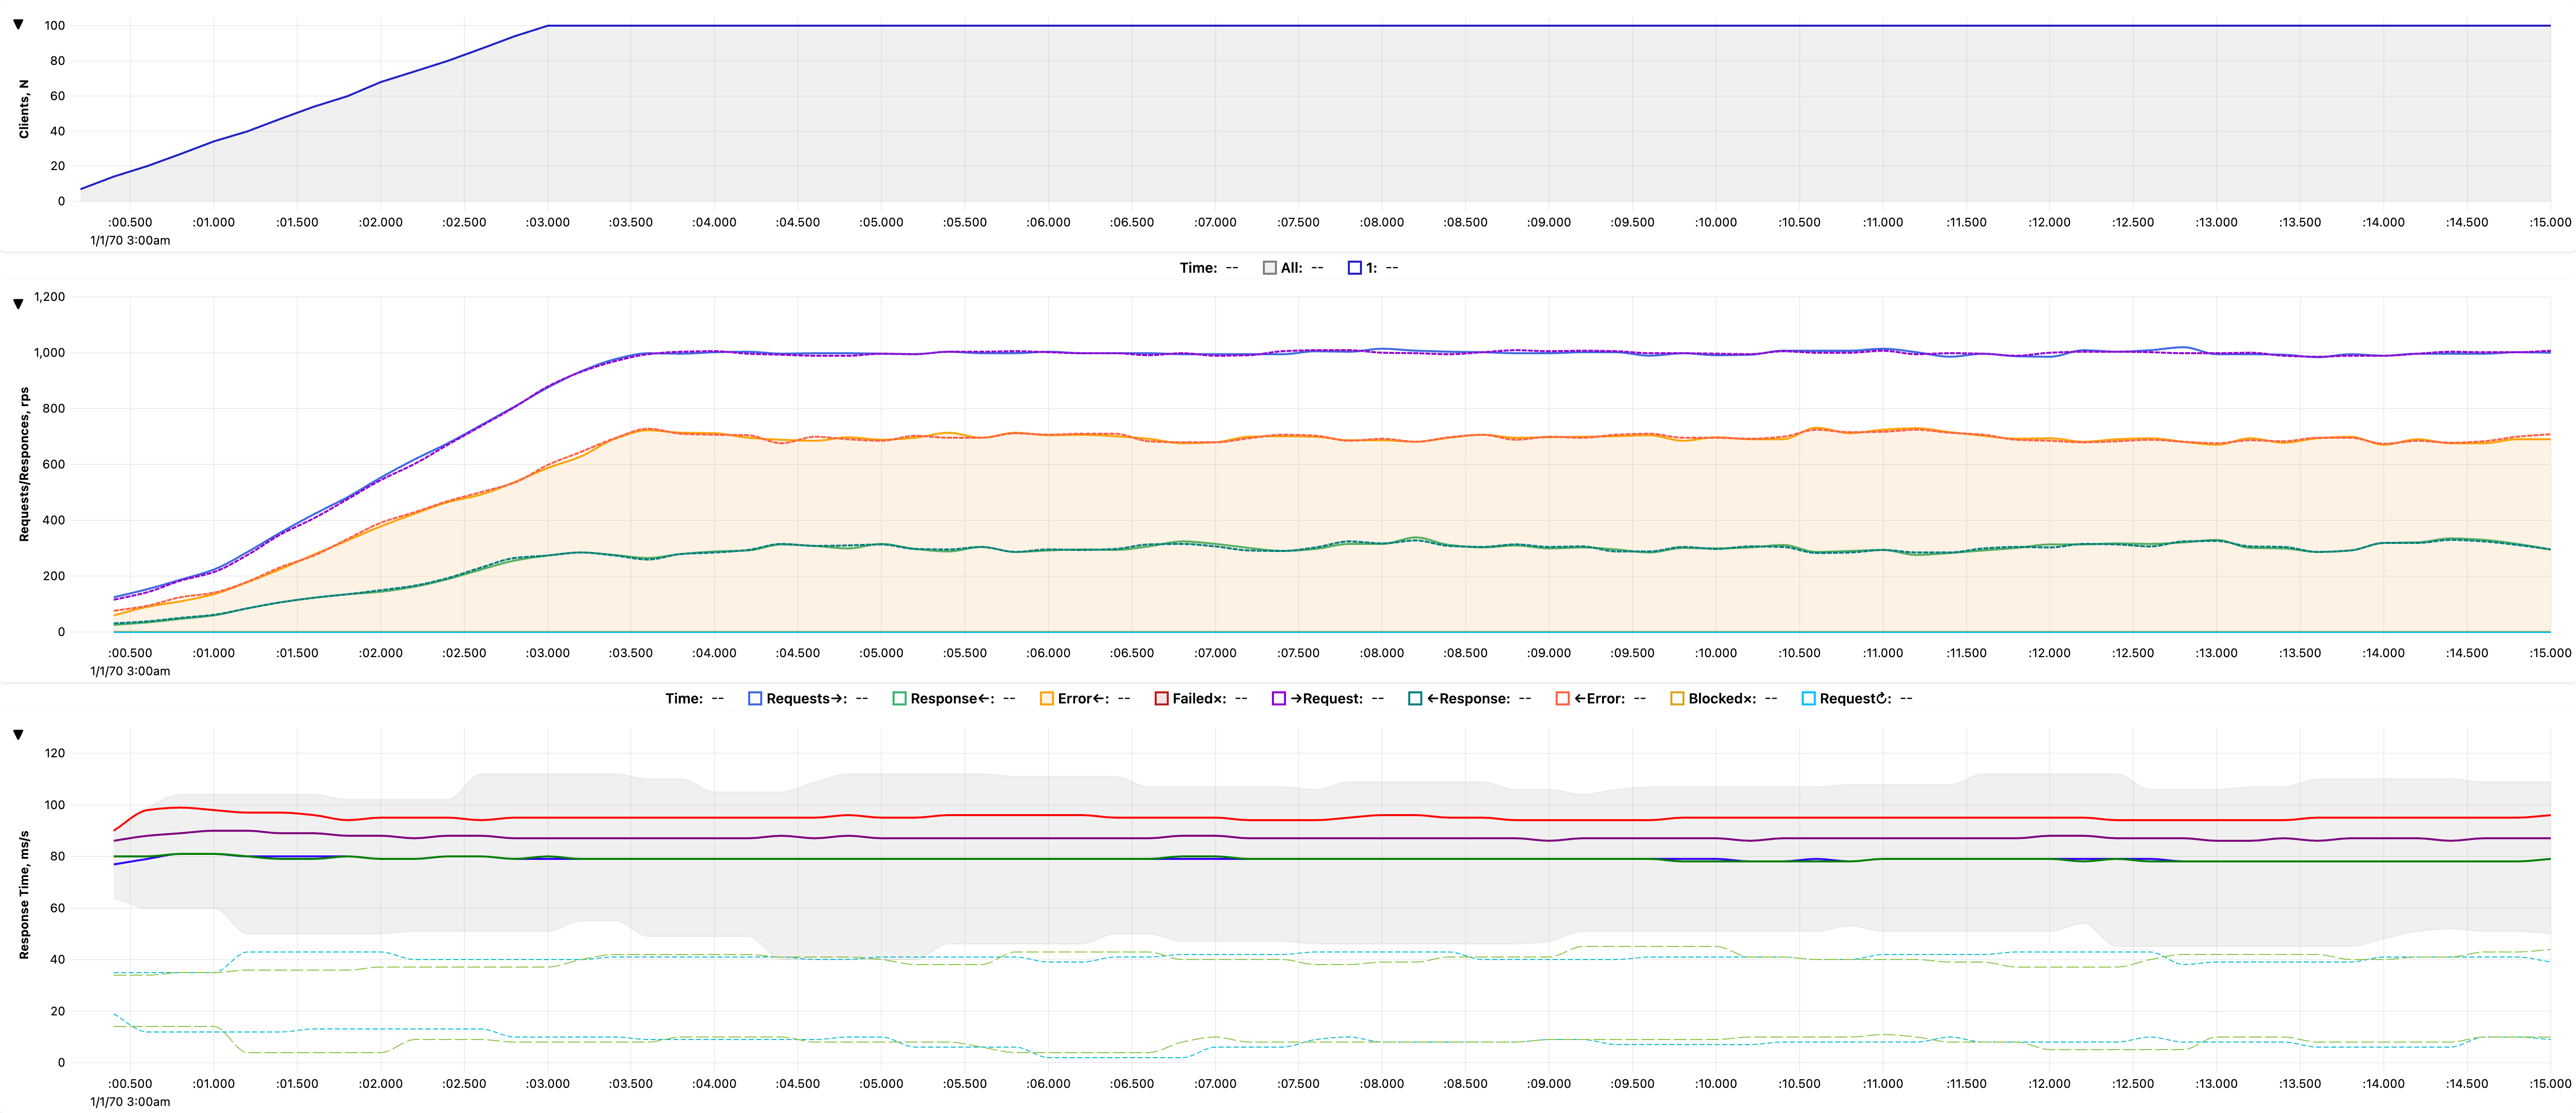 ▼
Clients, N
100
80
60
40
20
0
:00.500 :01.000 :01.500 :02.000 :02.500 :03.000 :03.500 :04.000 :04.500 :05.000 :05.500 :06.000 :06.500 :07.000 :07.500 :08.000 :08.500 :09.000 :09.500 :10.000 :10.500 :11.000 :11.500 :12.000 :12.500 :13.000 :13.500 :14.000 :14.500 :15.000
1/1/70 3:00am
Time: -- All: -- 1: --
▼
Requests/Responces, rps
1,200
1,000
800
600
400
200
0
:00.500 :01.000 :01.500 :02.000 :02.500 :03.000 :03.500 :04.000 :04.500 :05.000 :05.500 :06.000 :06.500 :07.000 :07.500 :08.000 :08.500 :09.000 :09.500 :10.000 :10.500 :11.000 :11.500 :12.000 :12.500 :13.000 :13.500 :14.000 :14.500 :15.000
1/1/70 3:00am
Time: -- Requests→: -- Response←: -- Error←: -- Failed×: -- →Request: -- ←Response: -- ←Error: -- Blocked×: -- Request↻: --
▼
Response Time, ms/s
120
100
80
60
40
20
0
:00.500 :01.000 :01.500 :02.000 :02.500 :03.000 :03.500 :04.000 :04.500 :05.000 :05.500 :06.000 :06.500 :07.000 :07.500 :08.000 :08.500 :09.000 :09.500 :10.000 :10.500 :11.000 :11.500 :12.000 :12.500 :13.000 :13.500 :14.000 :14.500 :15.000
1/1/70 3:00am